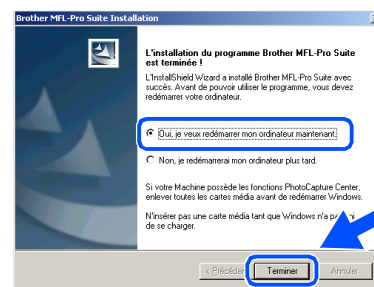 Brother MFL-Pro Suite Installation
L'installation du programme Brother MFL-Pro Suite
est terminée !
L'InstallShield Wizard a installé Brother MFL-Pro Suite avec
succès. Avant de pouvoir utiliser le programme, vous devez
redémarrer votre ordinateur.
Oui, je veux redémarrer mon ordinateur maintenant.
Non, je redémarrerai mon ordinateur plus tard.
Si votre Machine possède les fonctions PhotoCapture Center,
enlever toutes les cartes média avant de redémarrer Windows.
N'insérer pas une carte média tant que Windows n'a
de se charger.
< Précéder
Terminer
Annuler